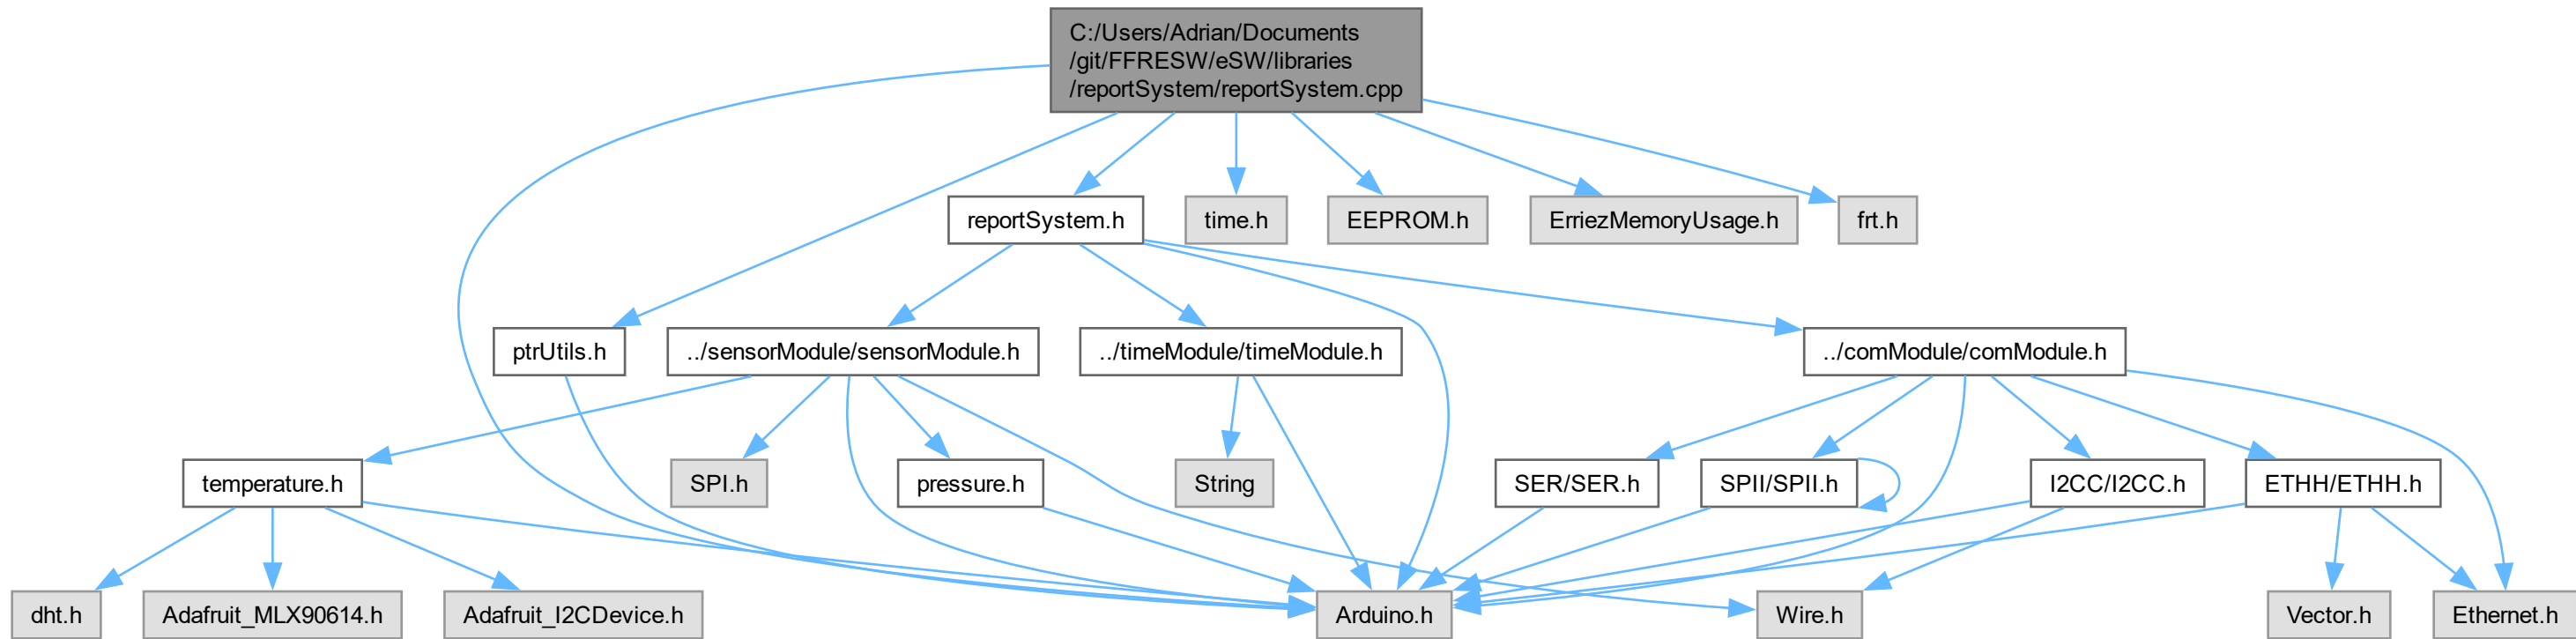 C:/Users/Adrian/Documents
/git/FFRESW/eSW/libraries
/reportSystem/reportSystem.cpp
reportSystem.h
time.h
EEPROM.h
ErriezMemoryUsage.h
frt.h
ptrUtils.h
../sensorModule/sensorModule.h
../timeModule/timeModule.h
../comModule/comModule.h
temperature.h
SPI.h
pressure.h
String
SER/SER.h
SPII/SPII.h
I2CC/I2CC.h
ETHH/ETHH.h
dht.h
Adafruit_MLX90614.h
Adafruit_I2CDevice.h
Arduino.h
Wire.h
Vector.h
Ethernet.h